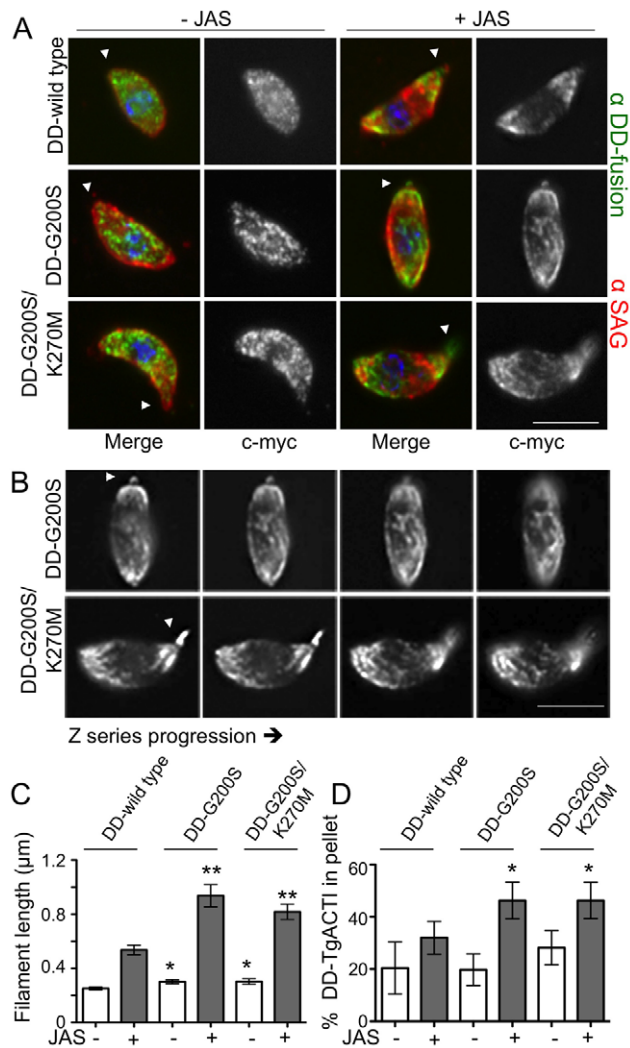 A
- JAS
+ JAS
DD-wild type
DD-G200S
DD-G200S/
K270M
α DD-fusion
α SAG
Merge
c-myc
Merge
c-myc
B
DD-G200S
DD-G200S/
K270M
Z series progression ➔
C
DD-wild type
DD-G200S
DD-G200S/
K270M
Filament length (µm)
1.2
0.8
0.4
0
*
**
*
**
JAS
- + - + - +
D
DD-wild type
DD-G200S
DD-G200S/
K270M
% DD-TgACTI in pellet
60
40
20
0
*
*
- + - + - +